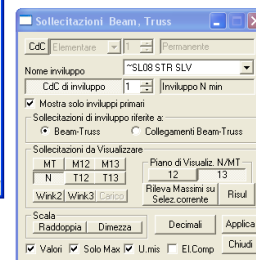 Sollecitazioni Beam, Truss
CdC Elementare 1 Permanente
Nome inviluppo ~SL08 STR SLV
CdC di inviluppo 1 Inviluppo N min
Mostra solo inviluppi primari
Sollecitazioni di inviluppo riferite a:
Beam-Truss Collegamenti Beam-Truss
Sollecitazioni da Visualizzare
MT M12 M13 Piano di Visualiz. N/MT
N T12 T13 12 13
Wink2 Wink3 Carico Rileva Massimi su Selez.corrente Risul
Scala
Raddoppia Dimezza Decimali Applica
Valori Solo Max U.mis El.Comp Chiudi